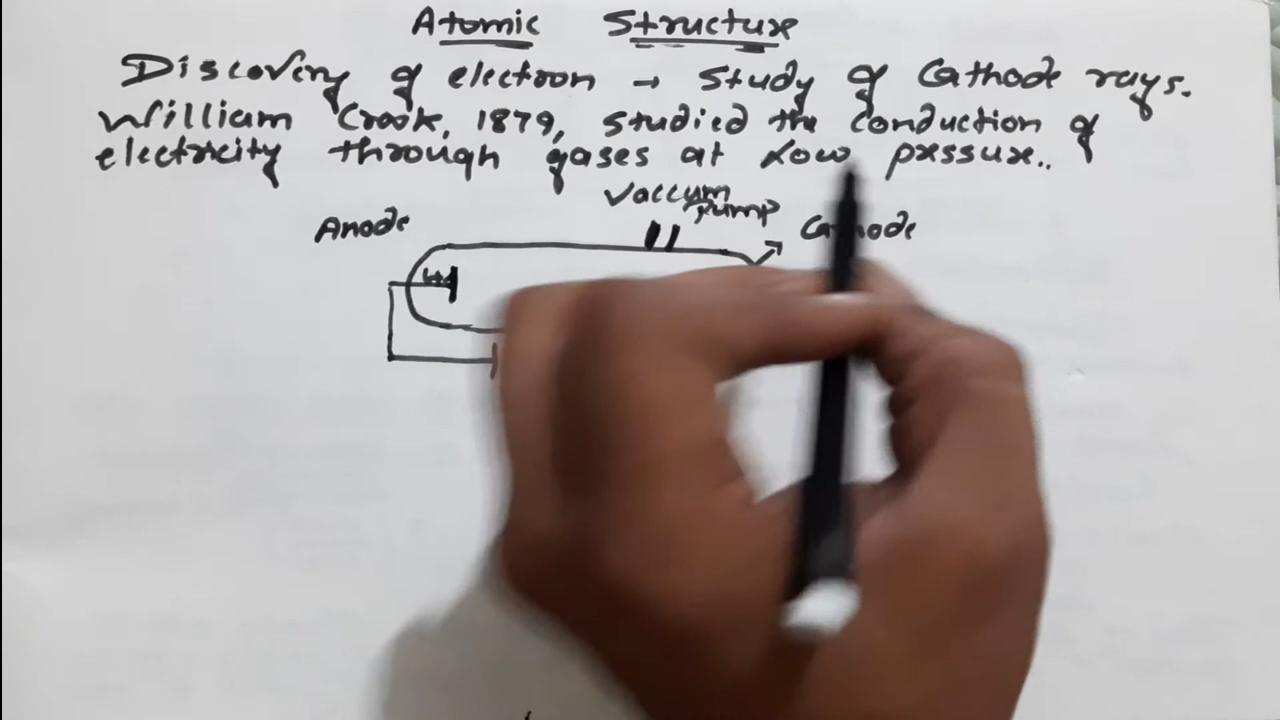 Atomic Structure
Discovery of electron → Study of Cathode rays.
William Crook, 1879, studied the conduction of
electricity through gases at Low pressure..
Vaccum
Pump
Anode
Cathode